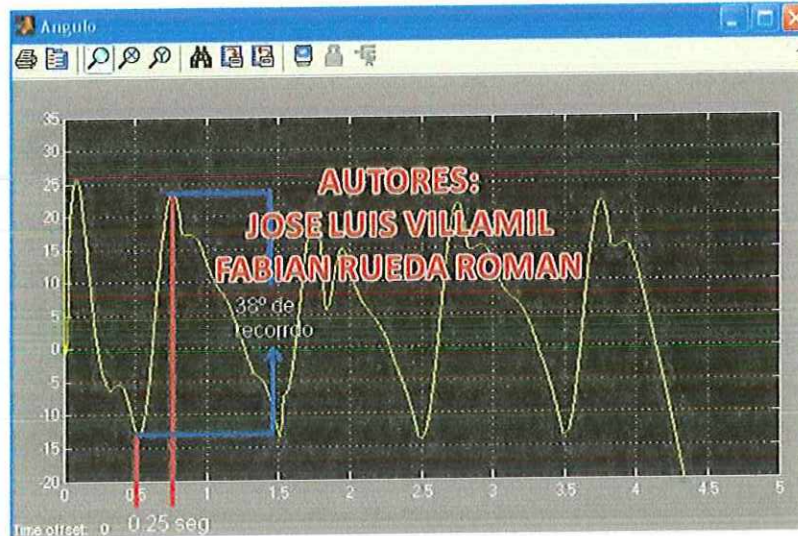 Angulo
35
30
25
20
15
10
5
0
-5
-10
-15
-20
AUTORES:
JOSE LUIS VILLAMIL
FABIAN RUEDA ROMAN
38º de
recorrdo
0 0.5 1 1.5 2 2.5 3 3.5 4 4.5 5
Time offset: 0 0.25 seg